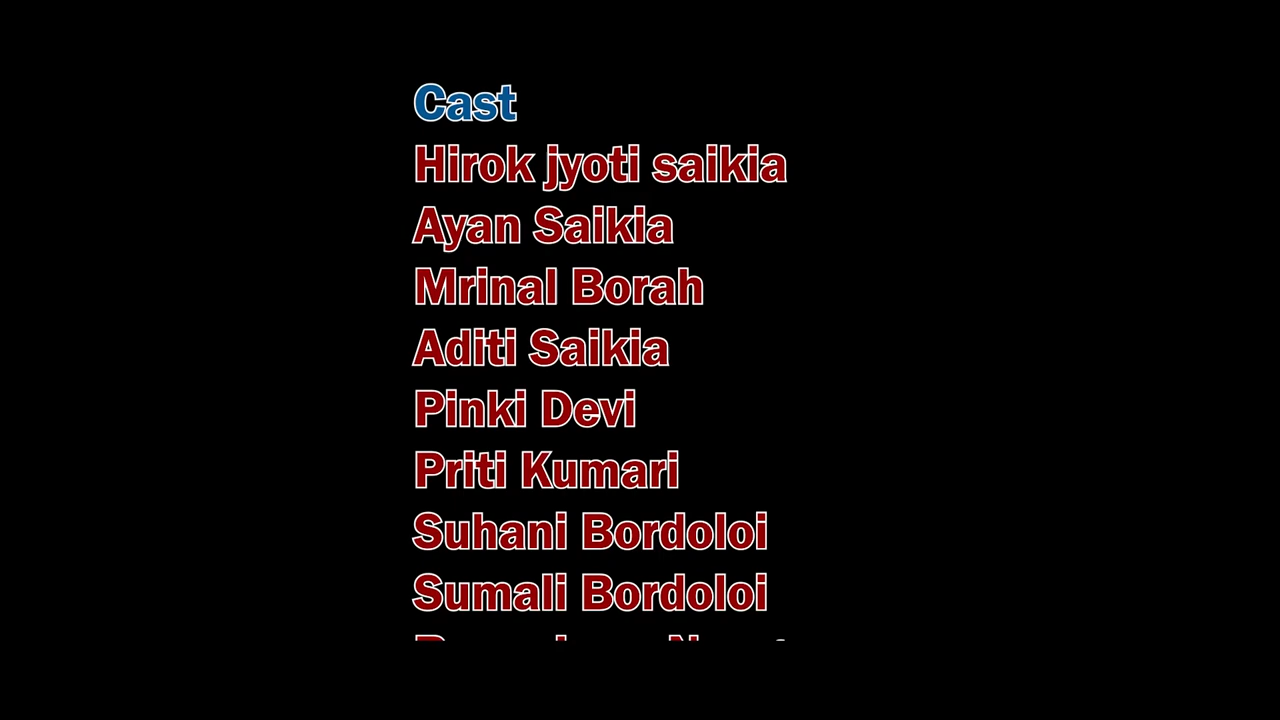 Cast
Hirok jyoti saikia
Ayan Saikia
Mrinal Borah
Aditi Saikia
Pinki Devi
Priti Kumari
Suhani Bordoloi
Sumali Bordoloi